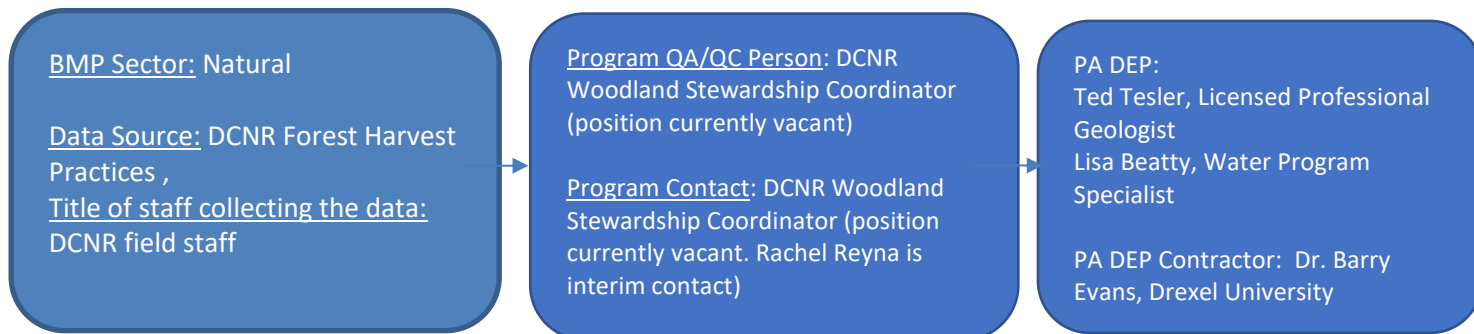 BMP Sector: Natural
Data Source: DCNR Forest Harvest
Practices ,
Title of staff collecting the data:
DCNR field staff
Program QA/QC Person: DCNR
Woodland Stewardship Coordinator
(position currently vacant)
Program Contact: DCNR Woodland
Stewardship Coordinator (position
currently vacant. Rachel Reyna is
interim contact)
PA DEP:
Ted Tesler, Licensed Professional
Geologist
Lisa Beatty, Water Program
Specialist
PA DEP Contractor:  Dr. Barry
Evans, Drexel University